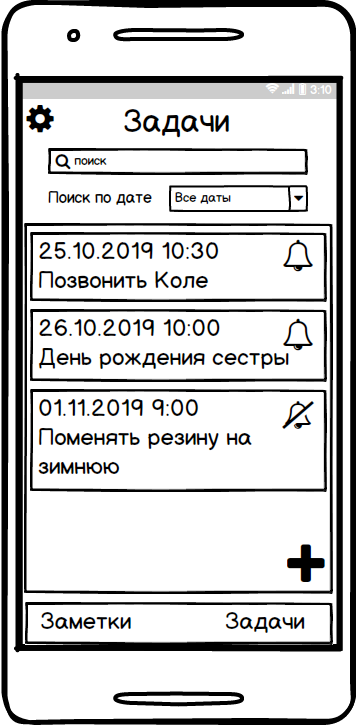 3:10
Задачи
поиск
Поиск по дате Все даты
25.10.2019 10:30
Позвонить Коле
26.10.2019 10:00
День рождения сестры
01.11.2019 9:00
Поменять резину на
зимнюю
Заметки Задачи